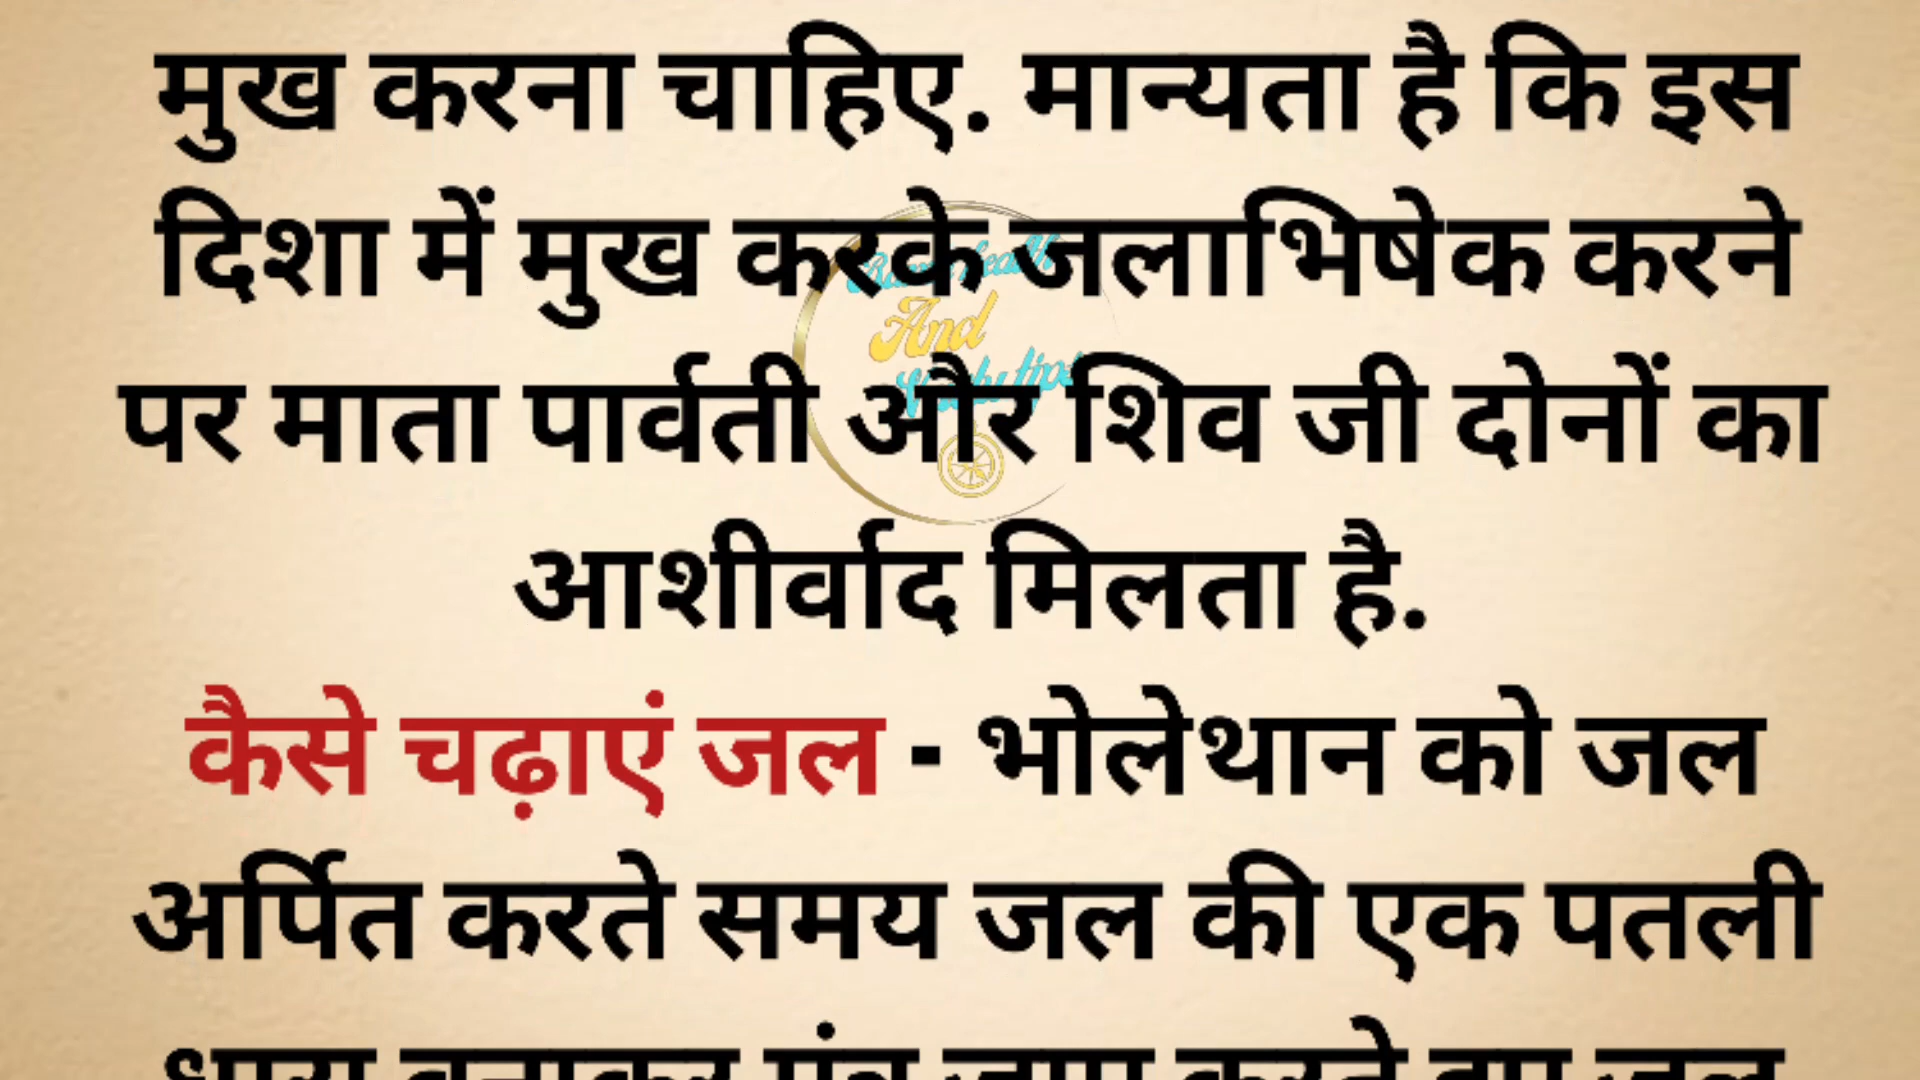 मुख करना चाहिए. मान्यता है कि इस
दिशा में मुख करके जलाभिषेक करने
पर माता पार्वती और शिव जी दोनों का
आशीर्वाद मिलता है.
कैसे चढ़ाएं जल - भोलेथान को जल
अर्पित करते समय जल की एक पतली
And